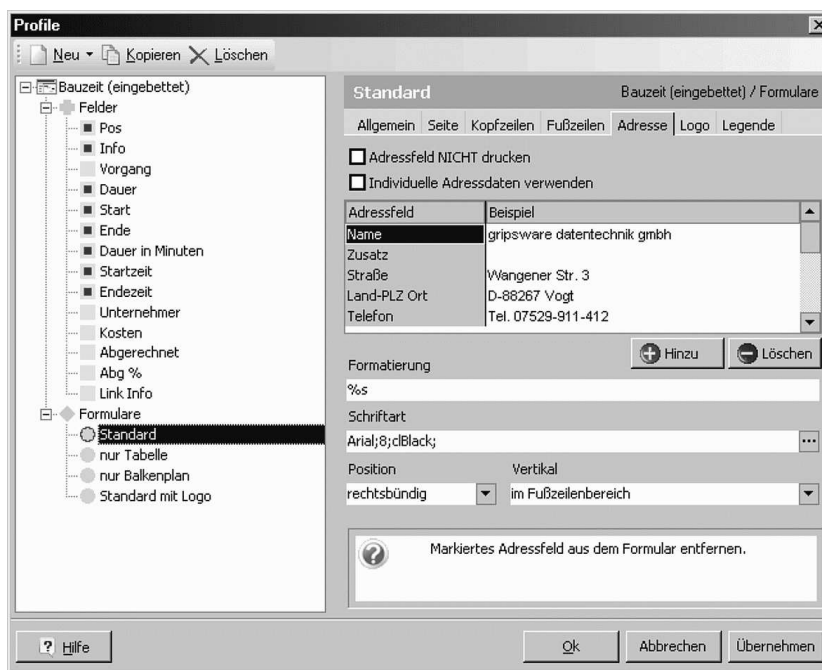 Profile
Neu Kopieren Löschen
Bauzeit (eingebettet)
Felder
Pos
Info
Vorgang
Dauer
Start
Ende
Dauer in Minuten
Startzeit
Endezeit
Unternehmer
Kosten
Abgerechnet
Abg %
Link Info
Formulare
Standard
nur Tabelle
nur Balkenplan
Standard mit Logo
Standard Bauzeit (eingebettet) / Formulare
Allgemein Seite Kopfzeilen Fußzeilen Adresse Logo Legende
Adressfeld NICHT drucken
Individuelle Adressdaten verwenden
Adressfeld Beispiel
Name gripsware datentechnik gmbh
Zusatz
Straße Wangener Str. 3
Land-PLZ Ort D-88267 Vogt
Telefon Tel. 07529-911-412
Hinzu Löschen
Formatierung
%s
Schriftart
Arial;8;clBlack; ...
Position Vertikal
rechtsbündig im Fußzeilenbereich
Markiertes Adressfeld aus dem Formular entfernen.
? Hilfe Ok Abbrechen Übernehmen